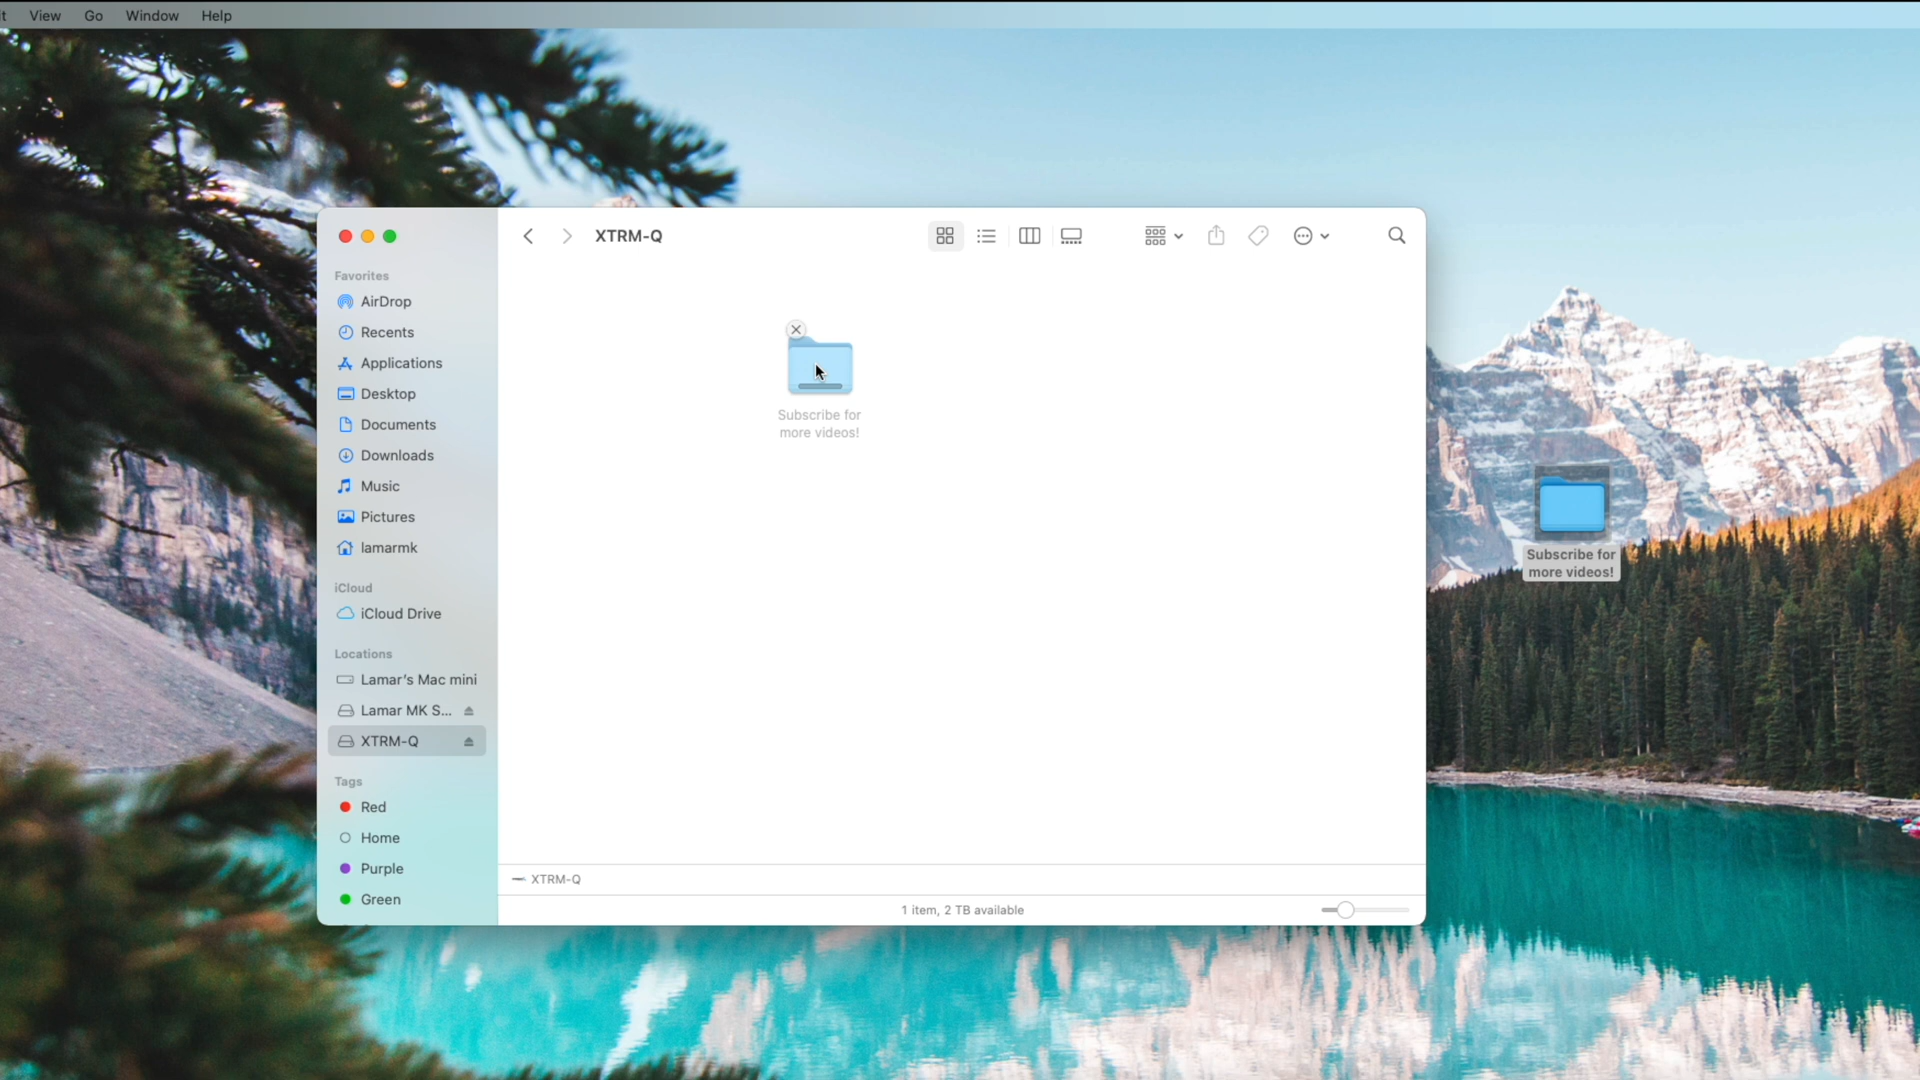 View Go Window Help
XTRM-Q
Favorites
AirDrop
Recents
Applications
Desktop
Documents
Downloads
Music
Pictures
lamarmk
iCloud
iCloud Drive
Locations
Lamar's Mac mini
Lamar MK S...
XTRM-Q
Tags
Red
Home
Purple
Green
Subscribe for
more videos!
XTRM-Q
1 item, 2 TB available
Subscribe for
more videos!